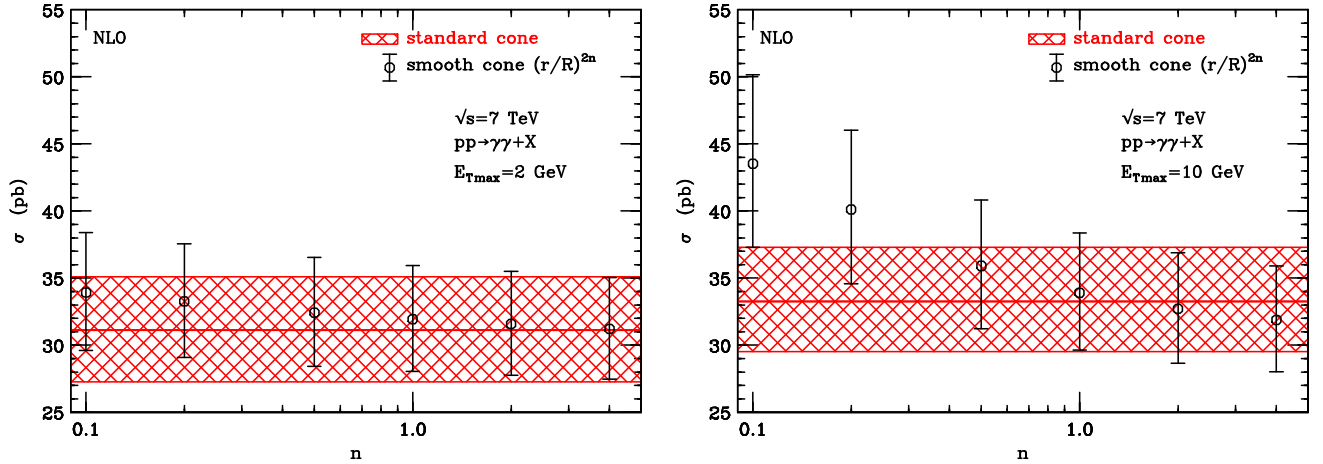 55
50
45
40
35
30
25
σ (pb)
NLO
standard cone
smooth cone (r/R)²ⁿ
√s=7 TeV
pp→γγ+X
E_Tmax=2 GeV
0.1
1.0
n
55
50
45
40
35
30
25
σ (pb)
NLO
standard cone
smooth cone (r/R)²ⁿ
√s=7 TeV
pp→γγ+X
E_Tmax=10 GeV
0.1
1.0
n